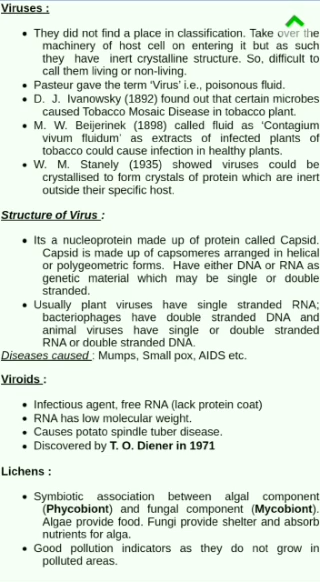 Viruses :
They did not find a place in classification. Take over the
machinery of host cell on entering it but as such
they have inert crystalline structure. So, difficult to
call them living or non-living.
Pasteur gave the term ‘Virus’ i.e., poisonous fluid.
D. J. Ivanowsky (1892) found out that certain microbes
caused Tobacco Mosaic Disease in tobacco plant.
M. W. Beijerinek (1898) called fluid as ‘Contagium
vivum fluidum’ as extracts of infected plants of
tobacco could cause infection in healthy plants.
W. M. Stanely (1935) showed viruses could be
crystallised to form crystals of protein which are inert
outside their specific host.
Structure of Virus :
Its a nucleoprotein made up of protein called Capsid.
Capsid is made up of capsomeres arranged in helical
or polygeometric forms. Have either DNA or RNA as
genetic material which may be single or double
stranded.
Usually plant viruses have single stranded RNA;
bacteriophages have double stranded DNA and
animal viruses have single or double stranded
RNA or double stranded DNA.
Diseases caused : Mumps, Small pox, AIDS etc.
Viroids :
Infectious agent, free RNA (lack protein coat)
RNA has low molecular weight.
Causes potato spindle tuber disease.
Discovered by T. O. Diener in 1971
Lichens :
Symbiotic association between algal component
(Phycobiont) and fungal component (Mycobiont).
Algae provide food. Fungi provide shelter and absorb
nutrients for alga.
Good pollution indicators as they do not grow in
polluted areas.